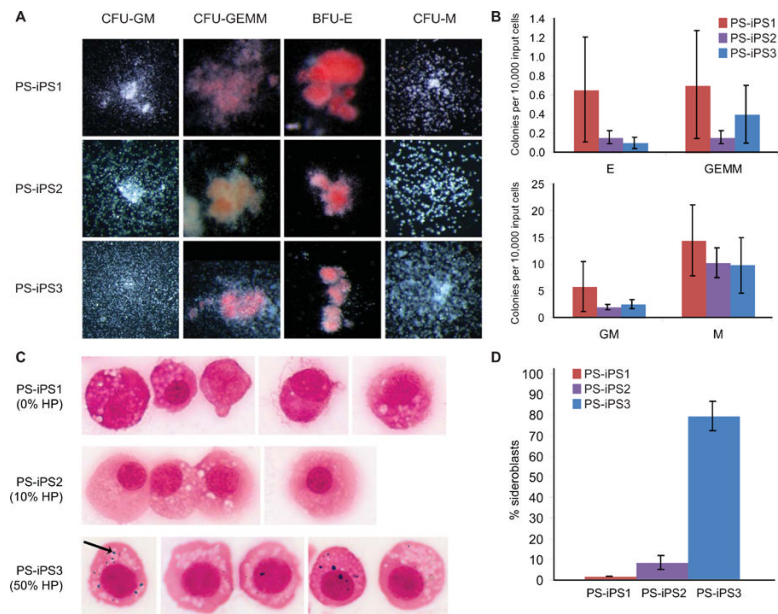 A
CFU-GM CFU-GEMM BFU-E CFU-M
PS-iPS1
PS-iPS2
PS-iPS3
B
Colonies per 10,000 input cells
1.4
1.2
1.0
0.8
0.6
0.4
0.2
0.0
PS-iPS1
PS-iPS2
PS-iPS3
E GEMM
Colonies per 10,000 input cells
25
20
15
10
5
0
GM M
C
PS-iPS1
(0% HP)
PS-iPS2
(10% HP)
PS-iPS3
(50% HP)
D
% sideroblasts
100
90
80
70
60
50
40
30
20
10
0
PS-iPS1
PS-iPS2
PS-iPS3
PS-iPS1 PS-iPS2 PS-iPS3